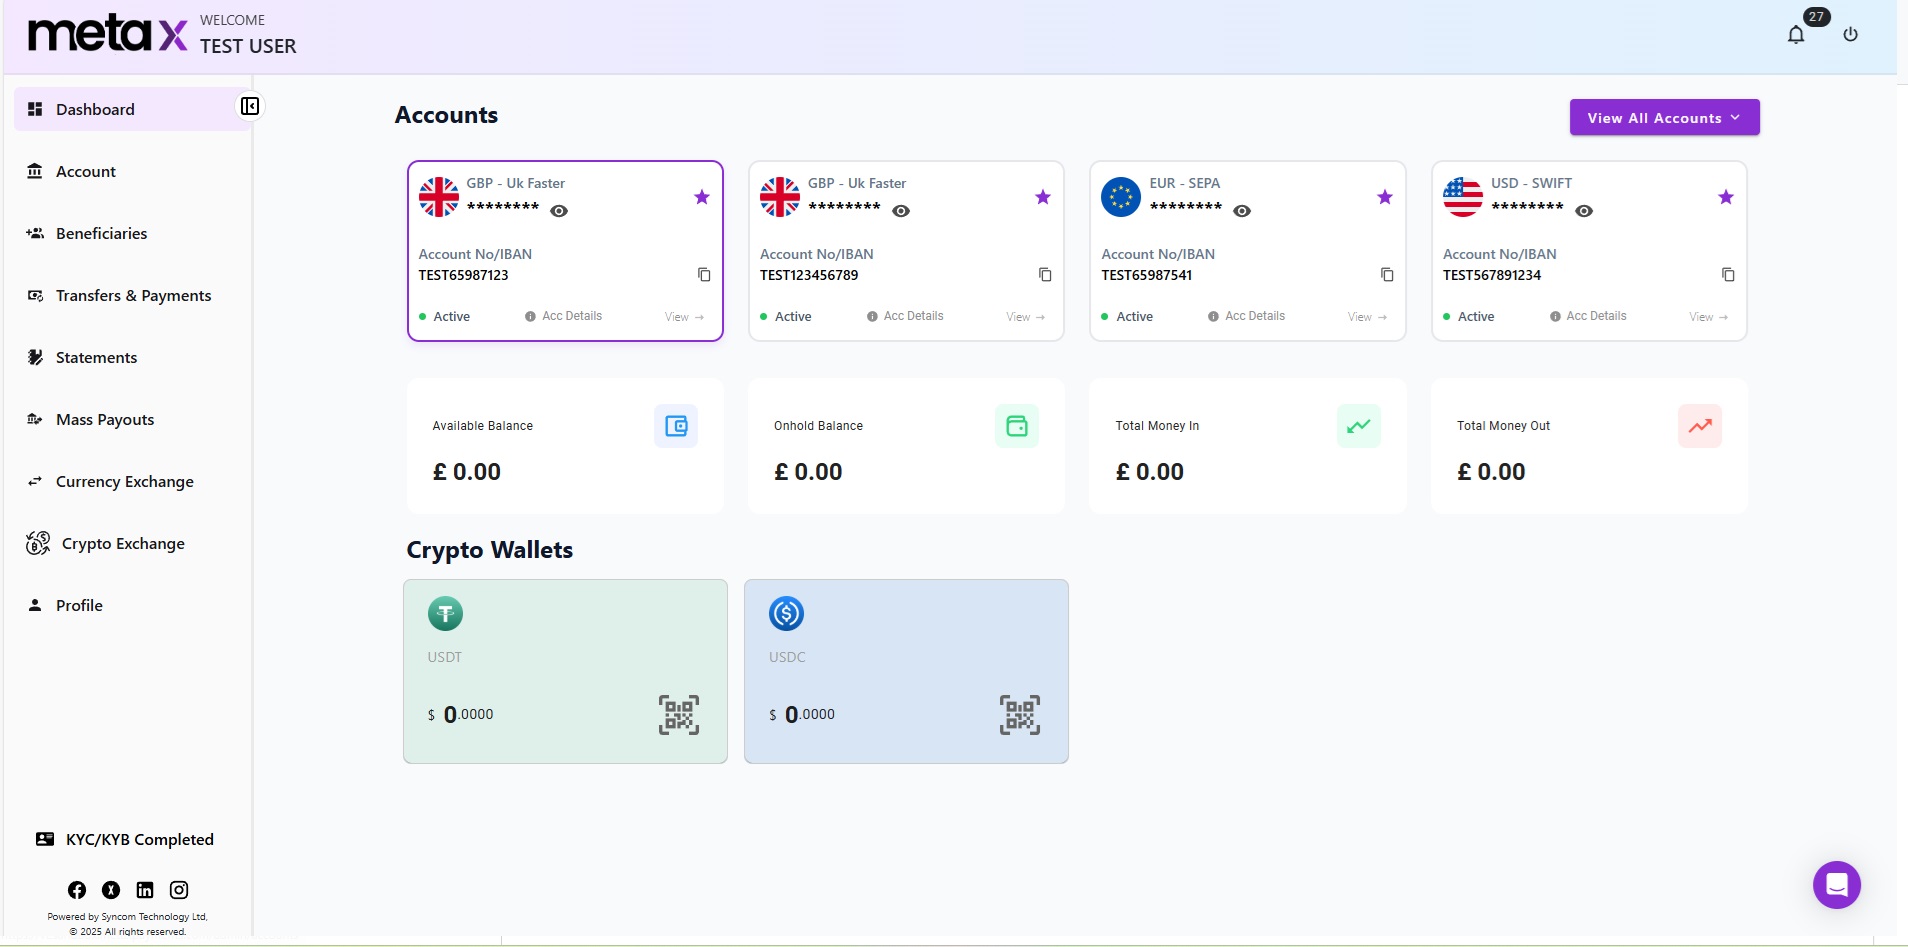 meta x
WELCOME
TEST USER
27
Dashboard
Account
Beneficiaries
Transfers & Payments
Statements
Mass Payouts
Currency Exchange
Crypto Exchange
Profile
KYC/KYB Completed
Powered by Syncom Technology Ltd,
© 2025 All rights reserved.
Accounts
View All Accounts
GBP - Uk Faster
********
Account No/IBAN
TEST65987123
Active
Acc Details
View →
GBP - Uk Faster
********
Account No/IBAN
TEST123456789
Active
Acc Details
View →
EUR - SEPA
********
Account No/IBAN
TEST65987541
Active
Acc Details
View →
USD - SWIFT
********
Account No/IBAN
TEST567891234
Active
Acc Details
View →
Available Balance
£ 0.00
Onhold Balance
£ 0.00
Total Money In
£ 0.00
Total Money Out
£ 0.00
Crypto Wallets
USDT
$ 0.0000
USDC
$ 0.0000